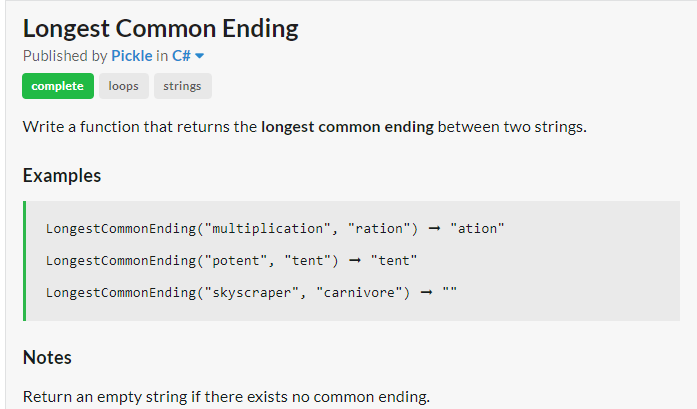 Longest Common Ending
Published by Pickle in C#
complete loops strings
Write a function that returns the longest common ending between two strings.
Examples
LongestCommonEnding("multiplication", "ration") ➞ "ation"
LongestCommonEnding("potent", "tent") ➞ "tent"
LongestCommonEnding("skyscraper", "carnivore") ➞ ""
Notes
Return an empty string if there exists no common ending.